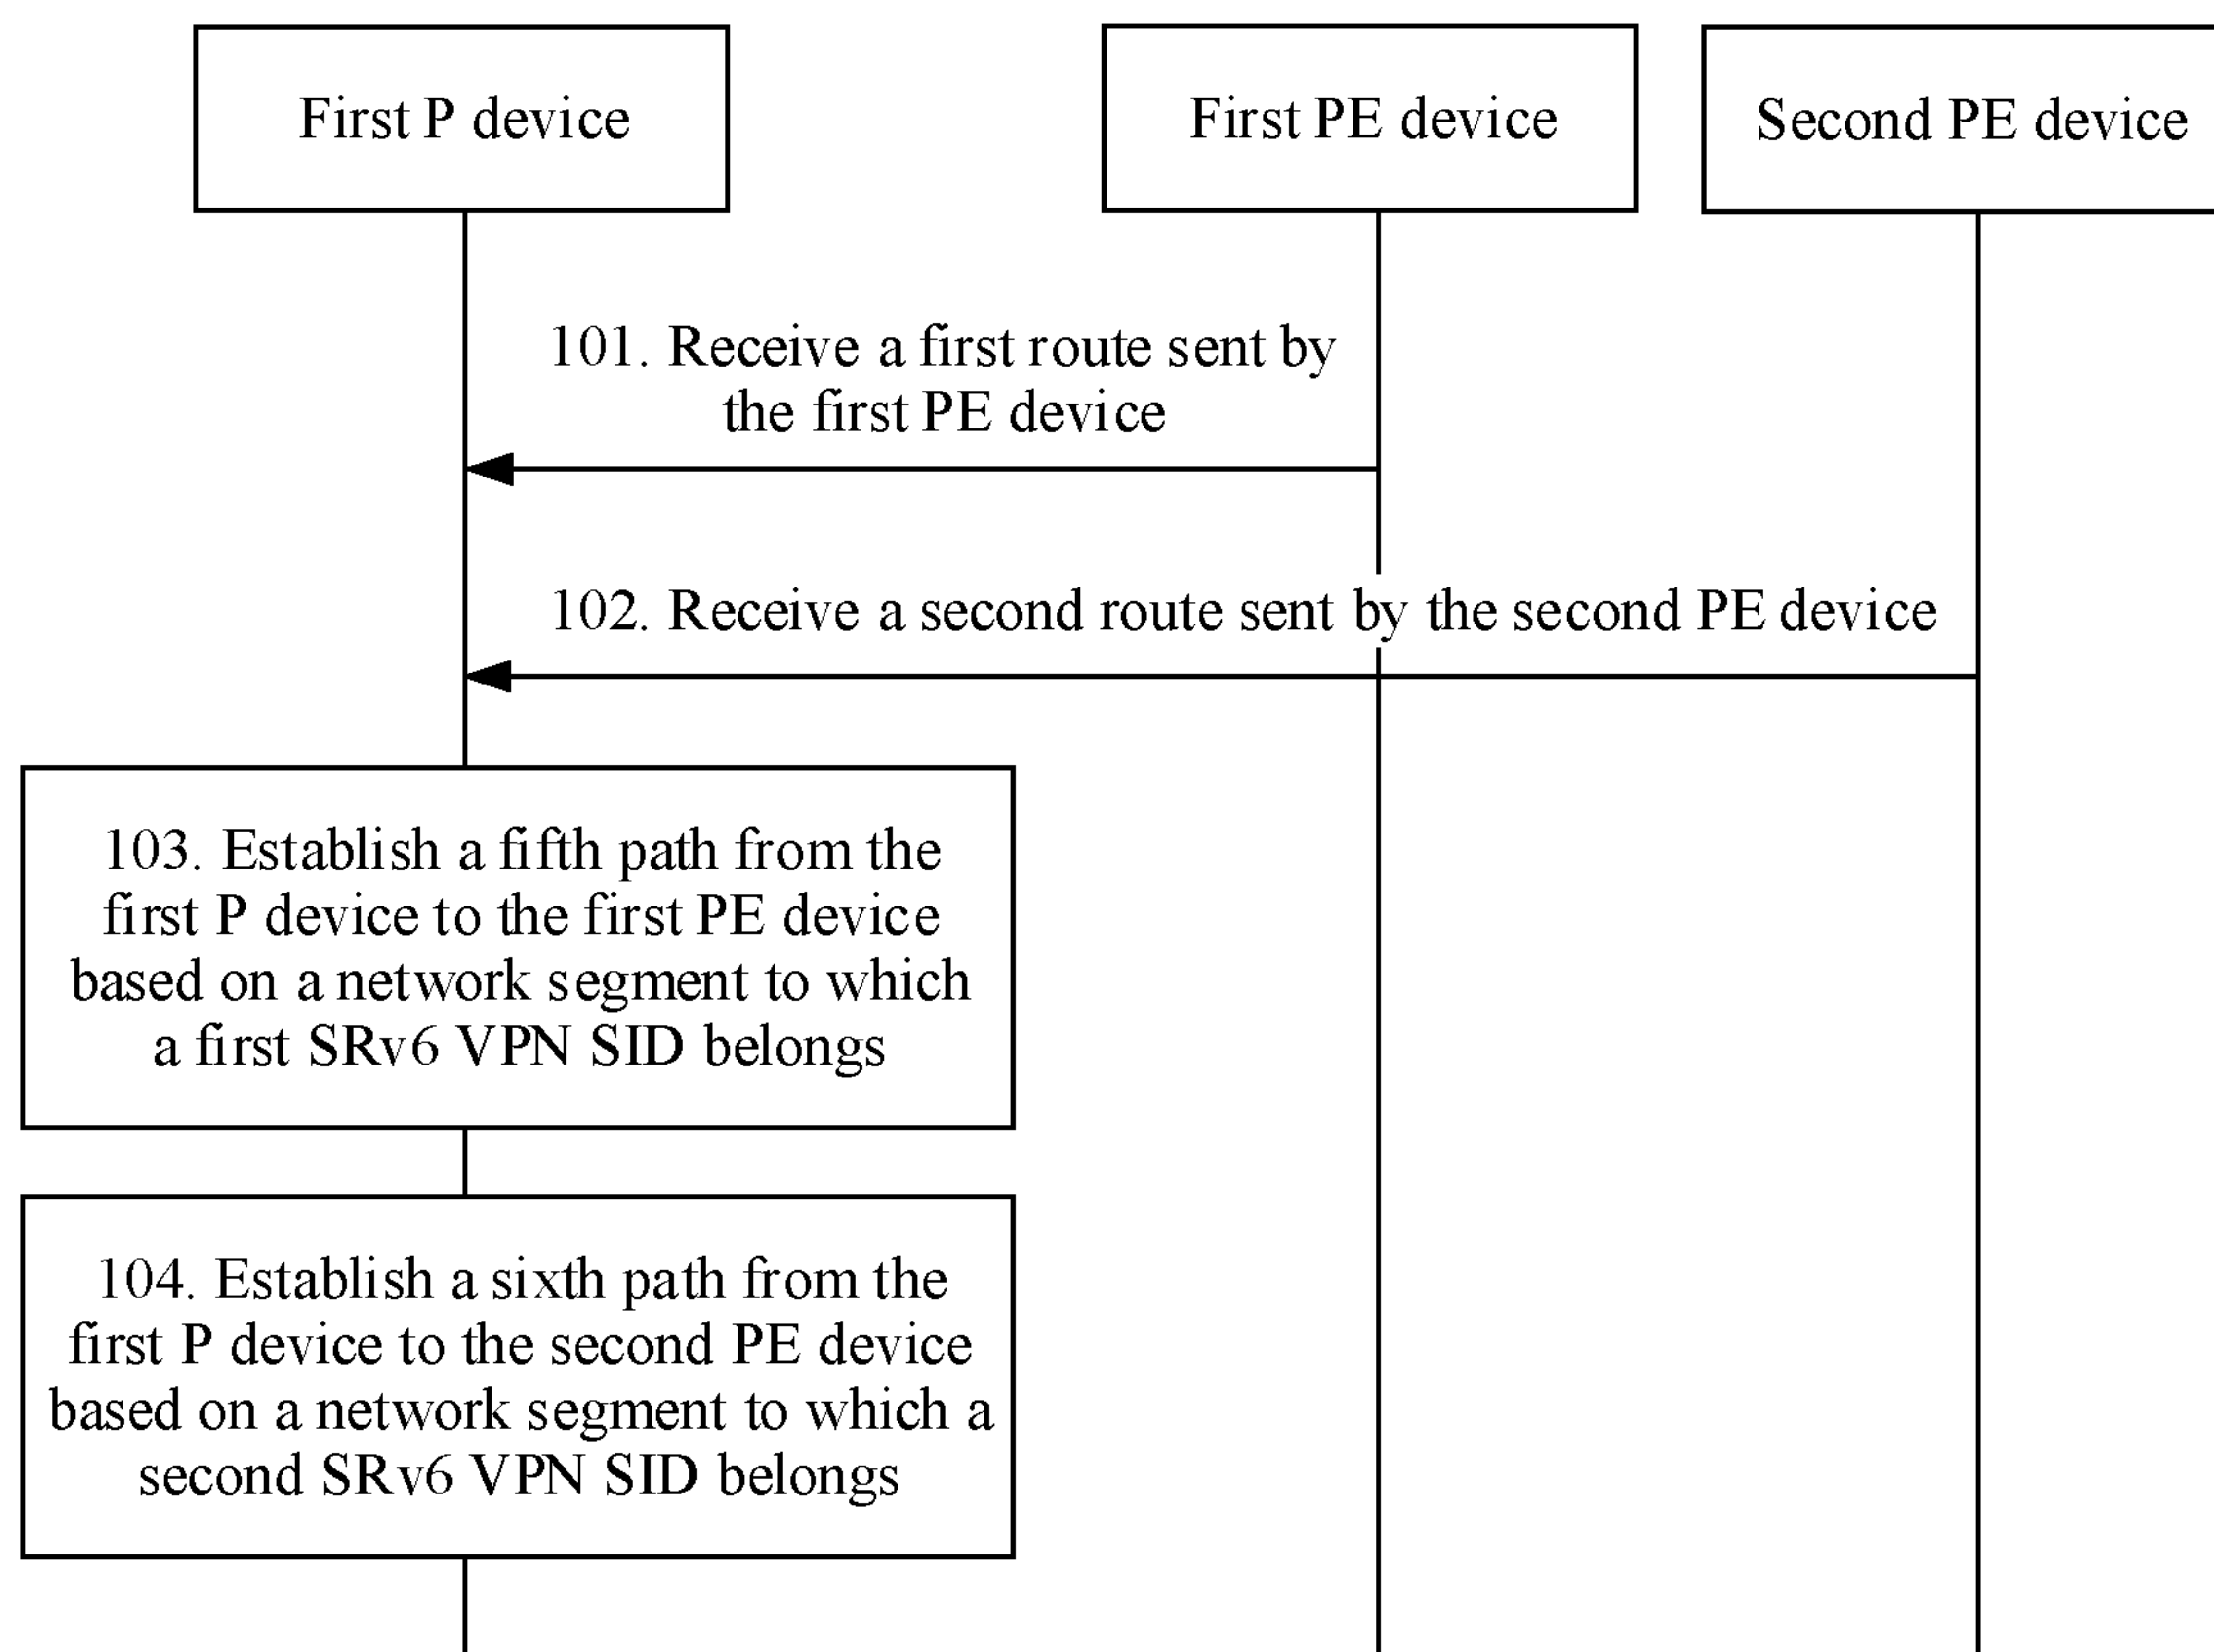 First P device
First PE device
Second PE device
101. Receive a first route sent by
the first PE device
102. Receive a second route sent by the second PE device
103. Establish a fifth path from the
first P device to the first PE device
based on a network segment to which
a first SRv6 VPN SID belongs
104. Establish a sixth path from the
first P device to the second PE device
based on a network segment to which a
second SRv6 VPN SID belongs